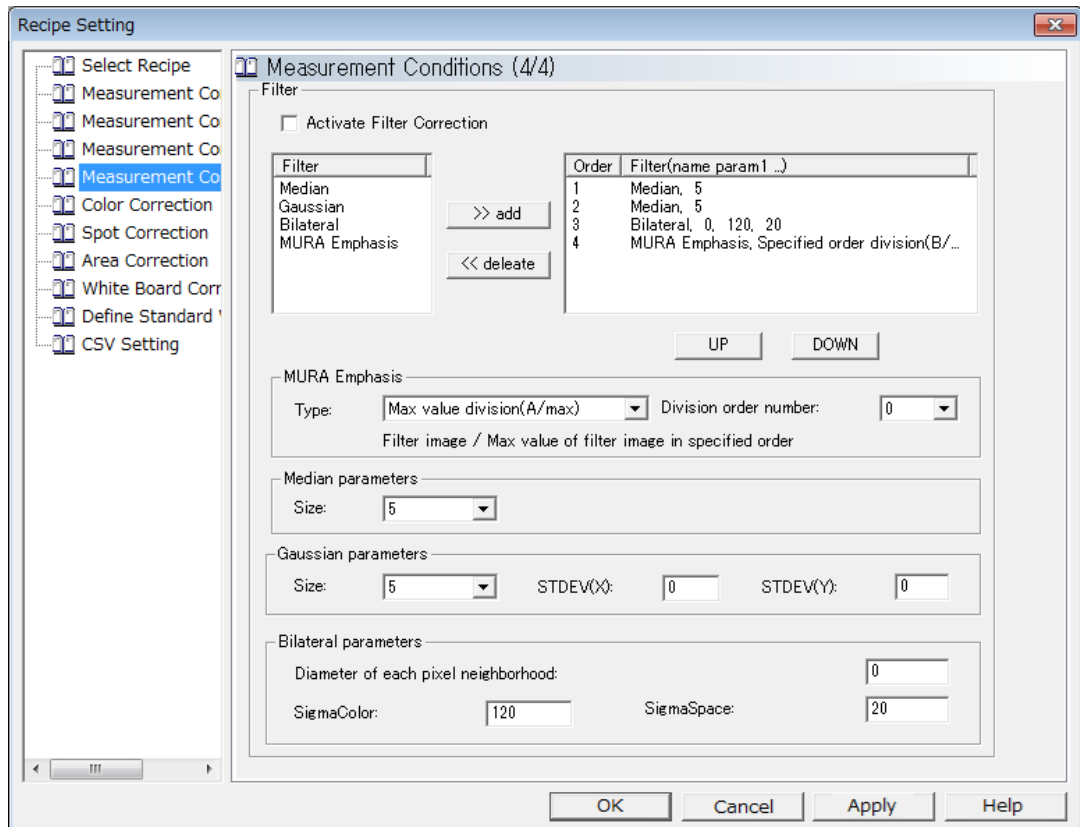 Recipe Setting
Select Recipe
Measurement Co
Measurement Co
Measurement Co
Measurement Co
Color Correction
Spot Correction
Area Correction
White Board Corr
Define Standard
CSV Setting
Measurement Conditions (4/4)
Filter
Activate Filter Correction
Filter
Median
Gaussian
Bilateral
MURA Emphasis
>> add
<< deleate
Order Filter(name param1 ...)
1 Median, 5
2 Median, 5
3 Bilateral, 0, 120, 20
4 MURA Emphasis, Specified order division(B/...
UP DOWN
MURA Emphasis
Type: Max value division(A/max) Division order number: 0
Filter image / Max value of filter image in specified order
Median parameters
Size: 5
Gaussian parameters
Size: 5 STDEV(X): 0 STDEV(Y): 0
Bilateral parameters
Diameter of each pixel neighborhood: 0
SigmaColor: 120 SigmaSpace: 20
OK Cancel Apply Help